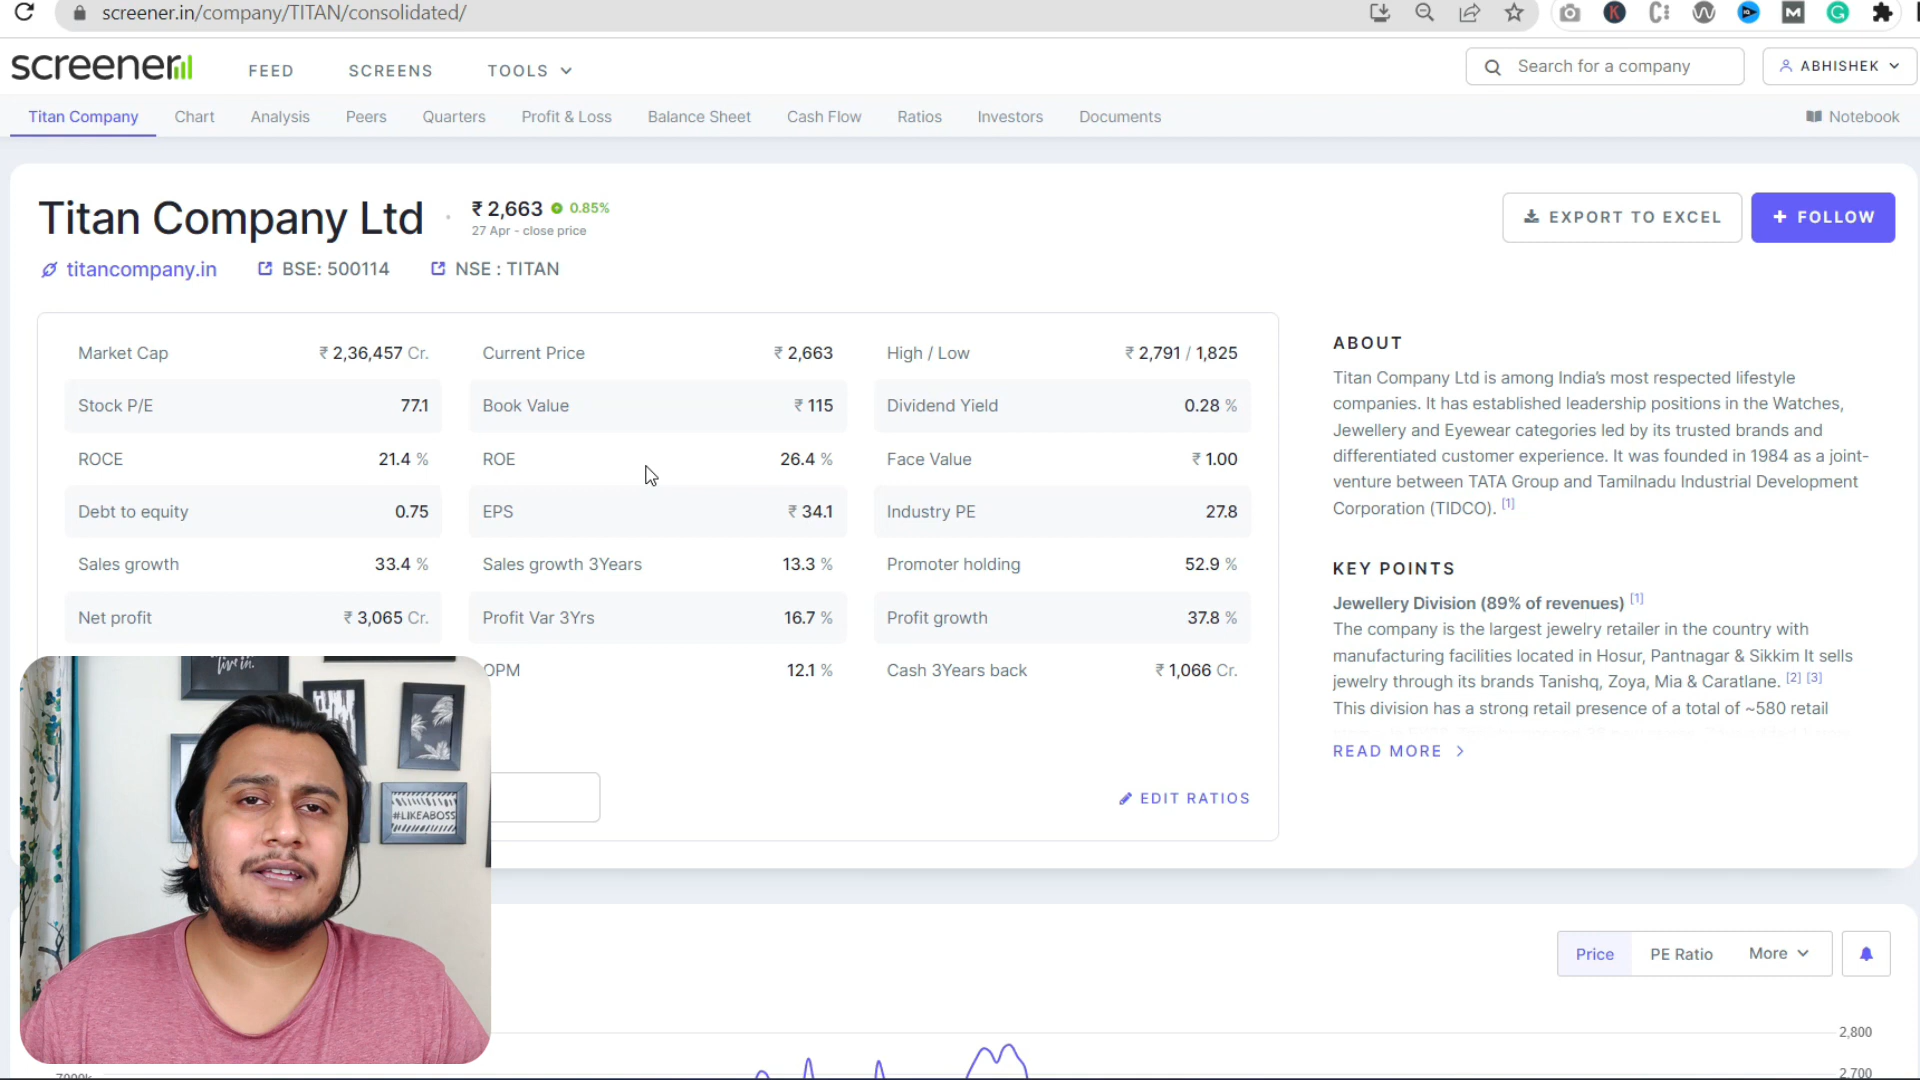 screener.in/company/TITAN/consolidated/
screener
FEED SCREENS TOOLS
Search for a company
ABHISHEK
Titan Company Chart Analysis Peers Quarters Profit & Loss Balance Sheet Cash Flow Ratios Investors Documents Notebook
Titan Company Ltd
₹ 2,663 0.85%
27 Apr - close price
EXPORT TO EXCEL
+ FOLLOW
titancompany.in BSE: 500114 NSE : TITAN
Market Cap ₹ 2,36,457 Cr. Current Price ₹ 2,663 High / Low ₹ 2,791 / 1,825
Stock P/E 77.1 Book Value ₹ 115 Dividend Yield 0.28 %
ROCE 21.4 % ROE 26.4 % Face Value ₹ 1.00
Debt to equity 0.75 EPS ₹ 34.1 Industry PE 27.8
Sales growth 33.4 % Sales growth 3Years 13.3 % Promoter holding 52.9 %
Net profit ₹ 3,065 Cr. Profit Var 3Yrs 16.7 % Profit growth 37.8 %
OPM 12.1 % Cash 3Years back ₹ 1,066 Cr.
EDIT RATIOS
ABOUT
Titan Company Ltd is among India's most respected lifestyle
companies. It has established leadership positions in the Watches,
Jewellery and Eyewear categories led by its trusted brands and
differentiated customer experience. It was founded in 1984 as a joint-
venture between TATA Group and Tamilnadu Industrial Development
Corporation (TIDCO). [1]
KEY POINTS
Jewellery Division (89% of revenues) [1]
The company is the largest jewelry retailer in the country with
manufacturing facilities located in Hosur, Pantnagar & Sikkim It sells
jewelry through its brands Tanishq, Zoya, Mia & Caratlane. [2] [3]
This division has a strong retail presence of a total of ~580 retail
READ MORE
live in.
#LIKEABOSS
Price PE Ratio More
2,800
2,700